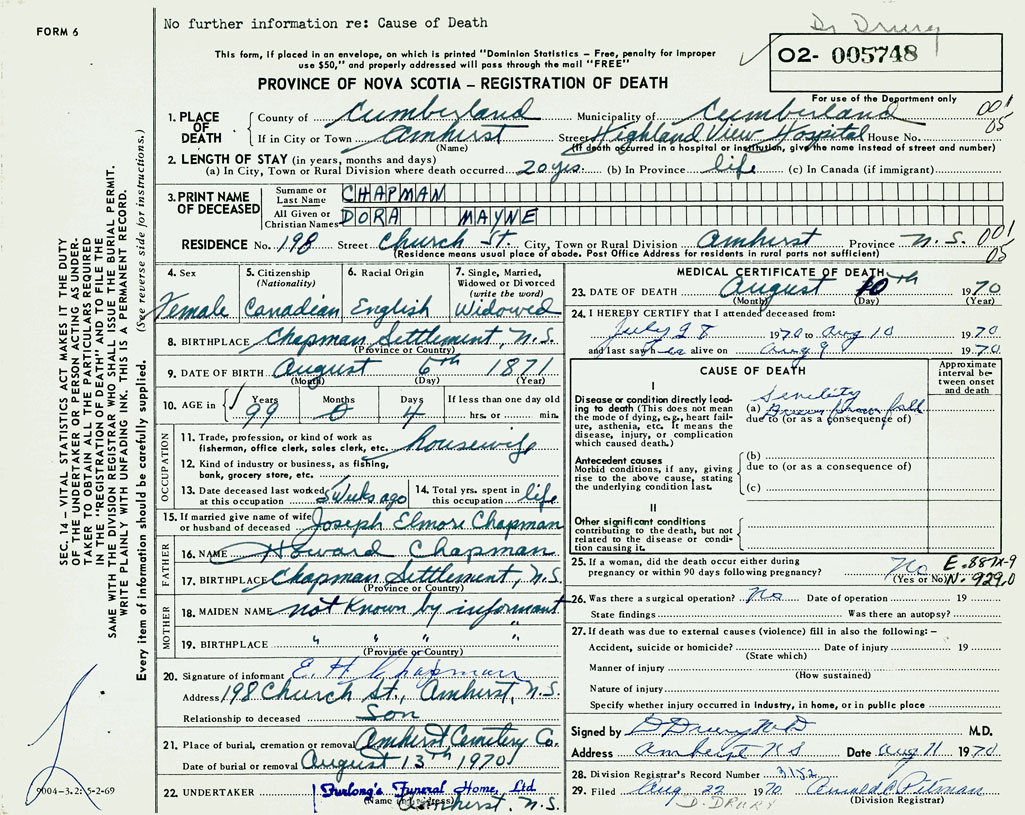 FORM 6
No further information re: Cause of Death
Dr Drury
This form, if placed in an envelope, on which is printed "Dominion Statistics – Free, penalty for improper
use $50," and properly addressed will pass through the mail "FREE"
02- 005748
PROVINCE OF NOVA SCOTIA – REGISTRATION OF DEATH
For use of the Department only
1. PLACE OF DEATH
County of Cumberland Municipality of Cumberland 001
If in City or Town Amherst Street Highland View Hospital House No. 05
(Name) (If death occurred in a hospital or institution, give the name instead of street and number)
2. LENGTH OF STAY (in years, months and days)
(a) In City, Town or Rural Division where death occurred 20 yrs. (b) In Province life (c) In Canada (if immigrant)
3. PRINT NAME OF DECEASED
Surname or Last Name CHAPMAN
All Given or Christian Names DORA MAYNE
RESIDENCE No. 198 Street Church St. City, Town or Rural Division Amherst Province N.S. 001
(Residence means usual place of abode. Post Office Address for residents in rural parts not sufficient) 05
4. Sex Female
5. Citizenship (Nationality) Canadian
6. Racial Origin English
7. Single, Married, Widowed or Divorced (write the word) Widowed
8. BIRTHPLACE Chapman Settlement, N.S.
(Province or Country)
9. DATE OF BIRTH August 6th 1871
(Month) (Day) (Year)
10. AGE in Years 99 Months 0 Days 4 If less than one day old hrs. or min.
OCCUPATION
11. Trade, profession, or kind of work as fisherman, office clerk, sales clerk, etc. housewife
12. Kind of industry or business, as fishing, bank, grocery store, etc.
13. Date deceased last worked at this occupation Weeks ago
14. Total yrs. spent in this occupation life
15. If married give name of wife or husband of deceased Joseph Elmore Chapman
FATHER
16. NAME Howard Chapman
17. BIRTHPLACE Chapman Settlement, N.S.
(Province or Country)
MOTHER
18. MAIDEN NAME not known by informant
19. BIRTHPLACE " " " "
(Province or Country)
20. Signature of informant E. H. Chapman
Address 198 Church St., Amherst, N.S.
Relationship to deceased Son
21. Place of burial, cremation or removal Amherst Cemetery Co.
Date of burial or removal August 13th 1970
22. UNDERTAKER Furlong's Funeral Home, Ltd
(Name and address) Amherst, N.S.
MEDICAL CERTIFICATE OF DEATH
23. DATE OF DEATH August 10th 1970
(Month) (Day) (Year)
24. I HEREBY CERTIFY that I attended deceased from:
July 28 1970 to Aug 10 1970
and last saw h er alive on Aug 9 1970
CAUSE OF DEATH
Approximate interval between onset and death
I
Disease or condition directly leading to death (This does not mean the mode of dying, e.g., heart failure, asthenia, etc. It means the disease, injury, or complication which caused death.)
Senility
(a)
due to (or as a consequence of)
Antecedent causes
Morbid conditions, if any, giving rise to the above cause, stating the underlying condition last.
(b)
due to (or as a consequence of)
(c)
II
Other significant conditions contributing to the death, but not related to the disease or condition causing it.
25. If a woman, did the death occur either during pregnancy or within 90 days following pregnancy? No
(Yes or No)
E.887X-9
N.929.0
26. Was there a surgical operation? No Date of operation 19
State findings Was there an autopsy?
27. If death was due to external causes (violence) fill in also the following: –
Accident, suicide or homicide? Date of injury 19
(State which)
Manner of injury
(How sustained)
Nature of injury
Specify whether injury occurred in industry, in home, or in public place
Signed by D Drury MD M.D.
Address Amherst N S Date Aug 11 1970
28. Division Registrar's Record Number 3152
29. Filed Aug 22 1970 Pitman
D. DRURY (Division Registrar)
SEC. 14 – VITAL STATISTICS ACT MAKES IT THE DUTY
OF THE UNDERTAKER OR PERSON ACTING AS UNDER-
TAKER TO OBTAIN ALL THE PARTICULARS REQUIRED
IN THE "REGISTRATION OF DEATH" AND TO FILE THE
SAME WITH THE DIVISION REGISTRAR WHO SHALL ISSUE THE BURIAL PERMIT.
WRITE PLAINLY WITH UNFADING INK. THIS IS A PERMANENT RECORD.
Every item of information should be carefully supplied. (See reverse side for instructions.)
9004-3.2: 5-2-69